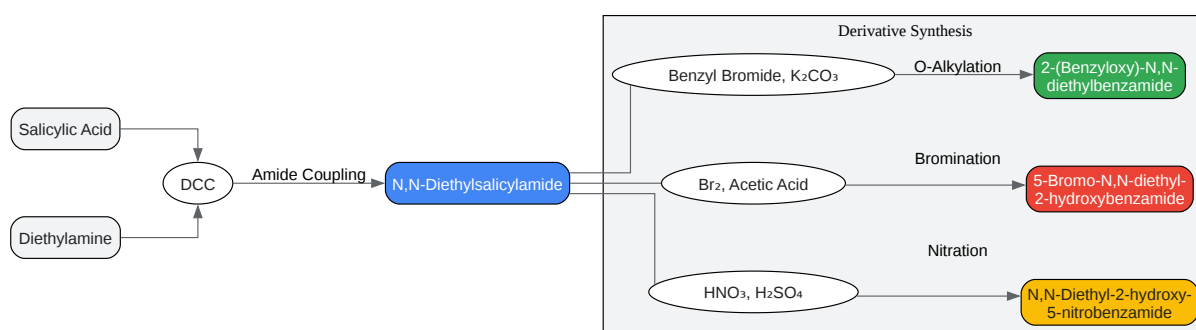 Derivative Synthesis
Benzyl Bromide, K₂CO₃
O-Alkylation
2-(Benzyloxy)-N,N-
diethylbenzamide
Salicylic Acid
DCC
Amide Coupling
N,N-Diethylsalicylamide
Diethylamine
Br₂, Acetic Acid
Bromination
5-Bromo-N,N-diethyl-
2-hydroxybenzamide
HNO₃, H₂SO₄
Nitration
N,N-Diethyl-2-hydroxy-
5-nitrobenzamide